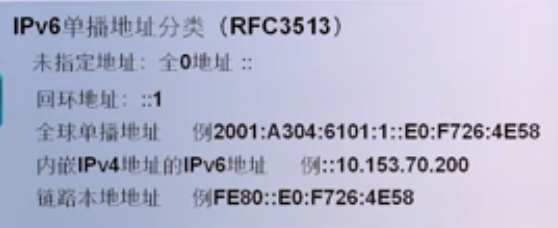 IPv6单播地址分类（RFC3513）
未指定地址：全0地址 ::
回环地址：::1
全球单播地址 例2001:A304:6101:1::E0:F726:4E58
内嵌IPv4地址的IPv6地址 例::10.153.70.200
链路本地地址 例FE80::E0:F726:4E58